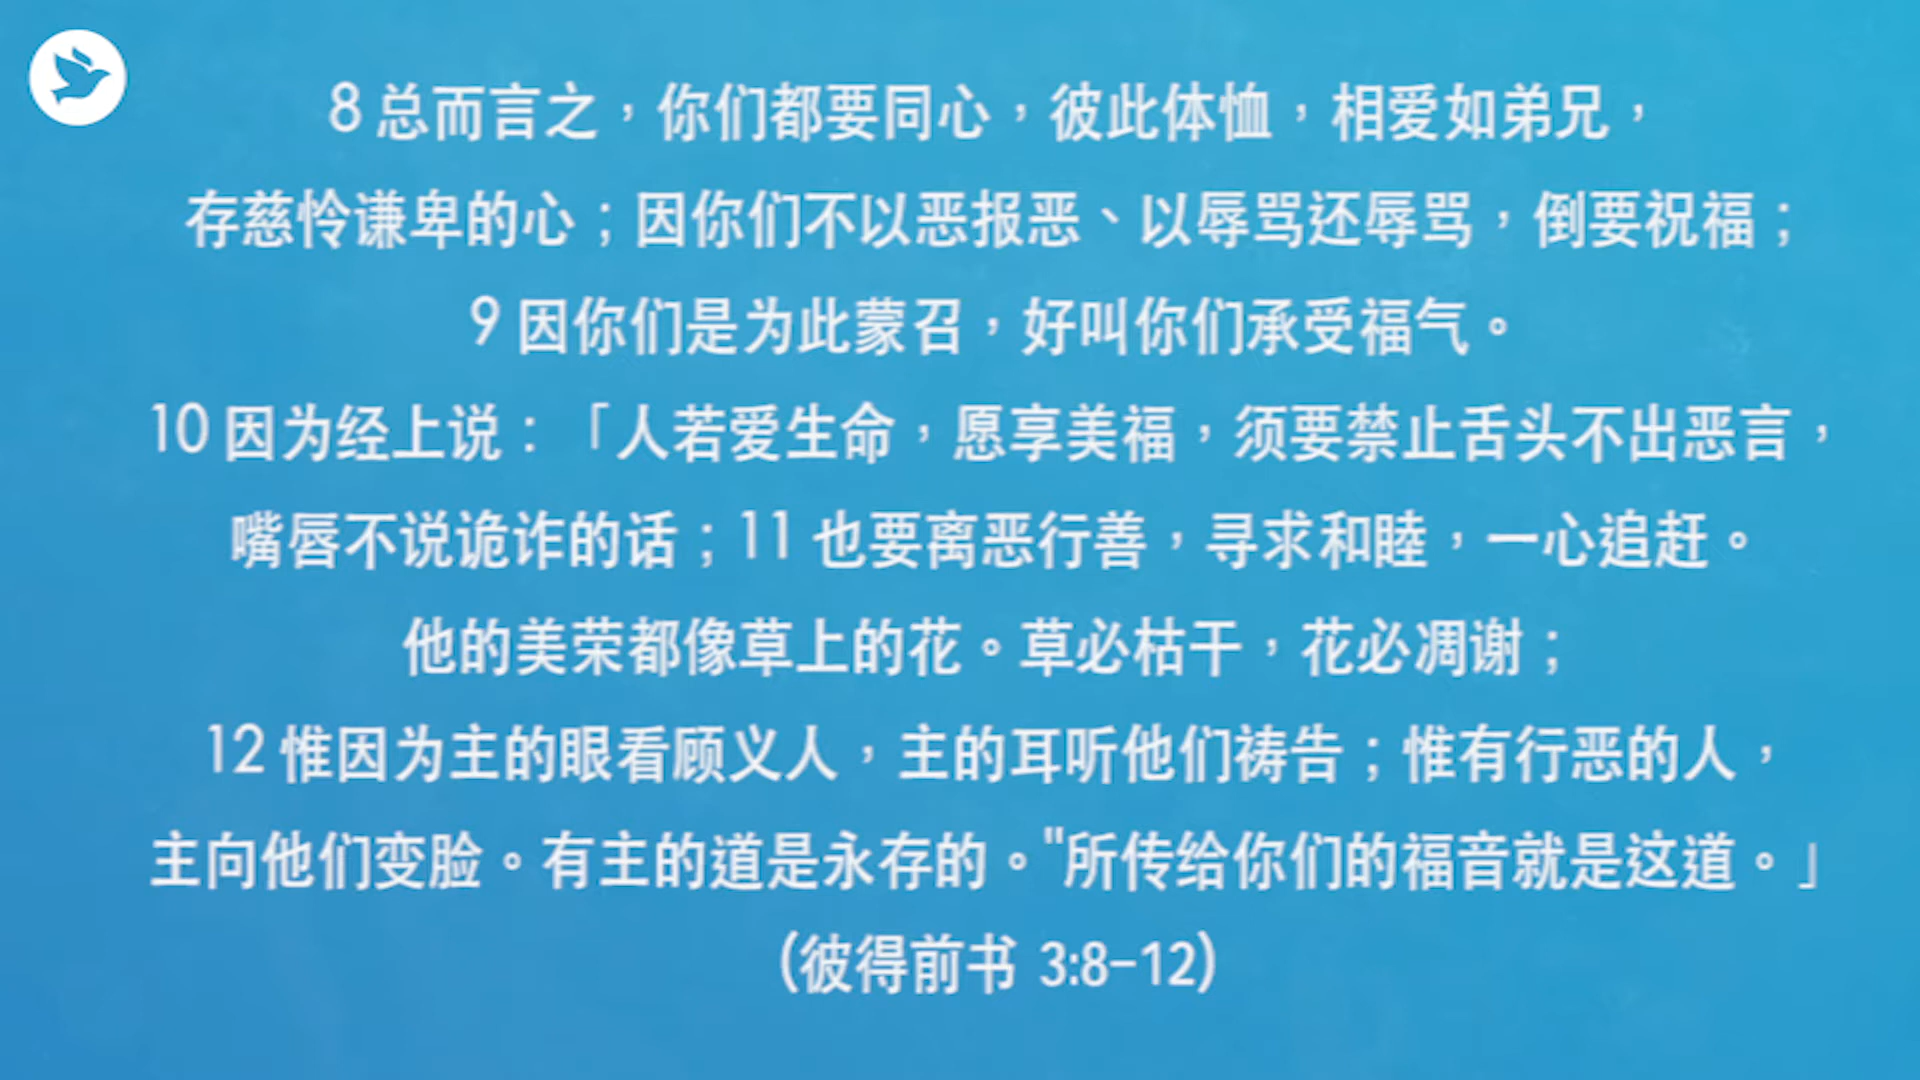 8 总而言之，你们都要同心，彼此体恤，相爱如弟兄，
存慈怜谦卑的心；因你们不以恶报恶、以辱骂还辱骂，倒要祝福；
9 因你们是为此蒙召，好叫你们承受福气。
10 因为经上说：「人若爱生命，愿享美福，须要禁止舌头不出恶言，
嘴唇不说诡诈的话；11 也要离恶行善，寻求和睦，一心追赶。
他的美荣都像草上的花。草必枯干，花必凋谢；
12 惟因为主的眼看顾义人，主的耳听他们祷告；惟有行恶的人，
主向他们变脸。有主的道是永存的。"所传给你们的福音就是这道。」
(彼得前书 3:8-12)